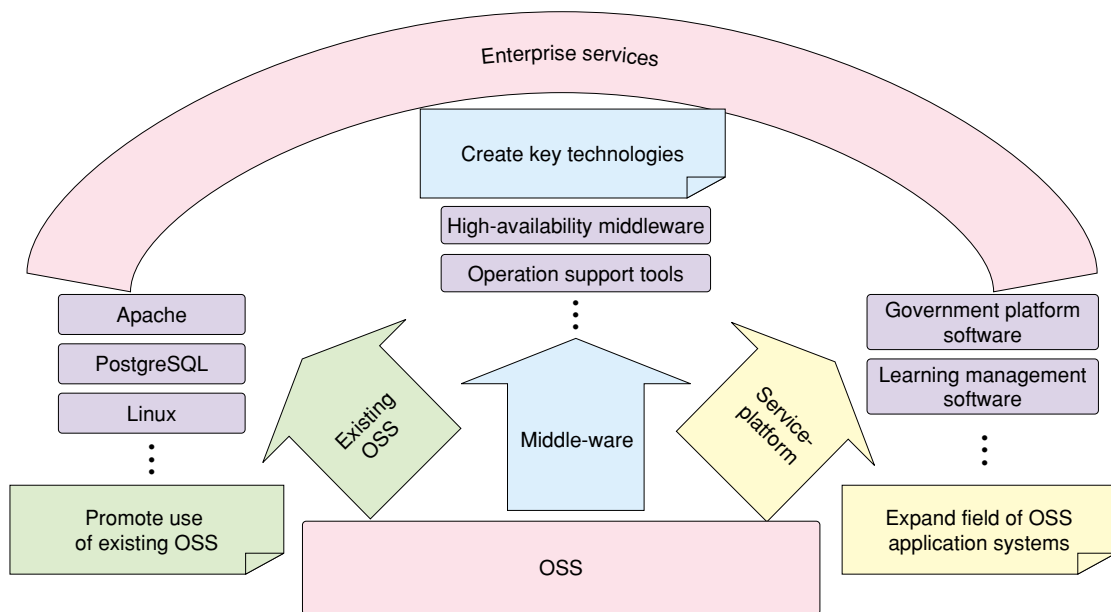 Enterprise services
Create key technologies
High-availability middleware
Operation support tools
Apache
PostgreSQL
Linux
Government platform
software
Learning management
software
Existing
OSS
Middle-ware
Service-
platform
Promote use
of existing OSS
Expand field of OSS
application systems
OSS